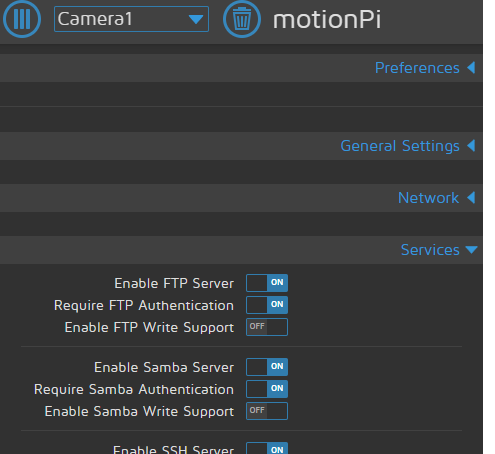 Camera1
motionPi
Preferences
General Settings
Network
Services
Enable FTP Server ON
Require FTP Authentication ON
Enable FTP Write Support OFF
Enable Samba Server ON
Require Samba Authentication ON
Enable Samba Write Support OFF
Enable SSH Server ON